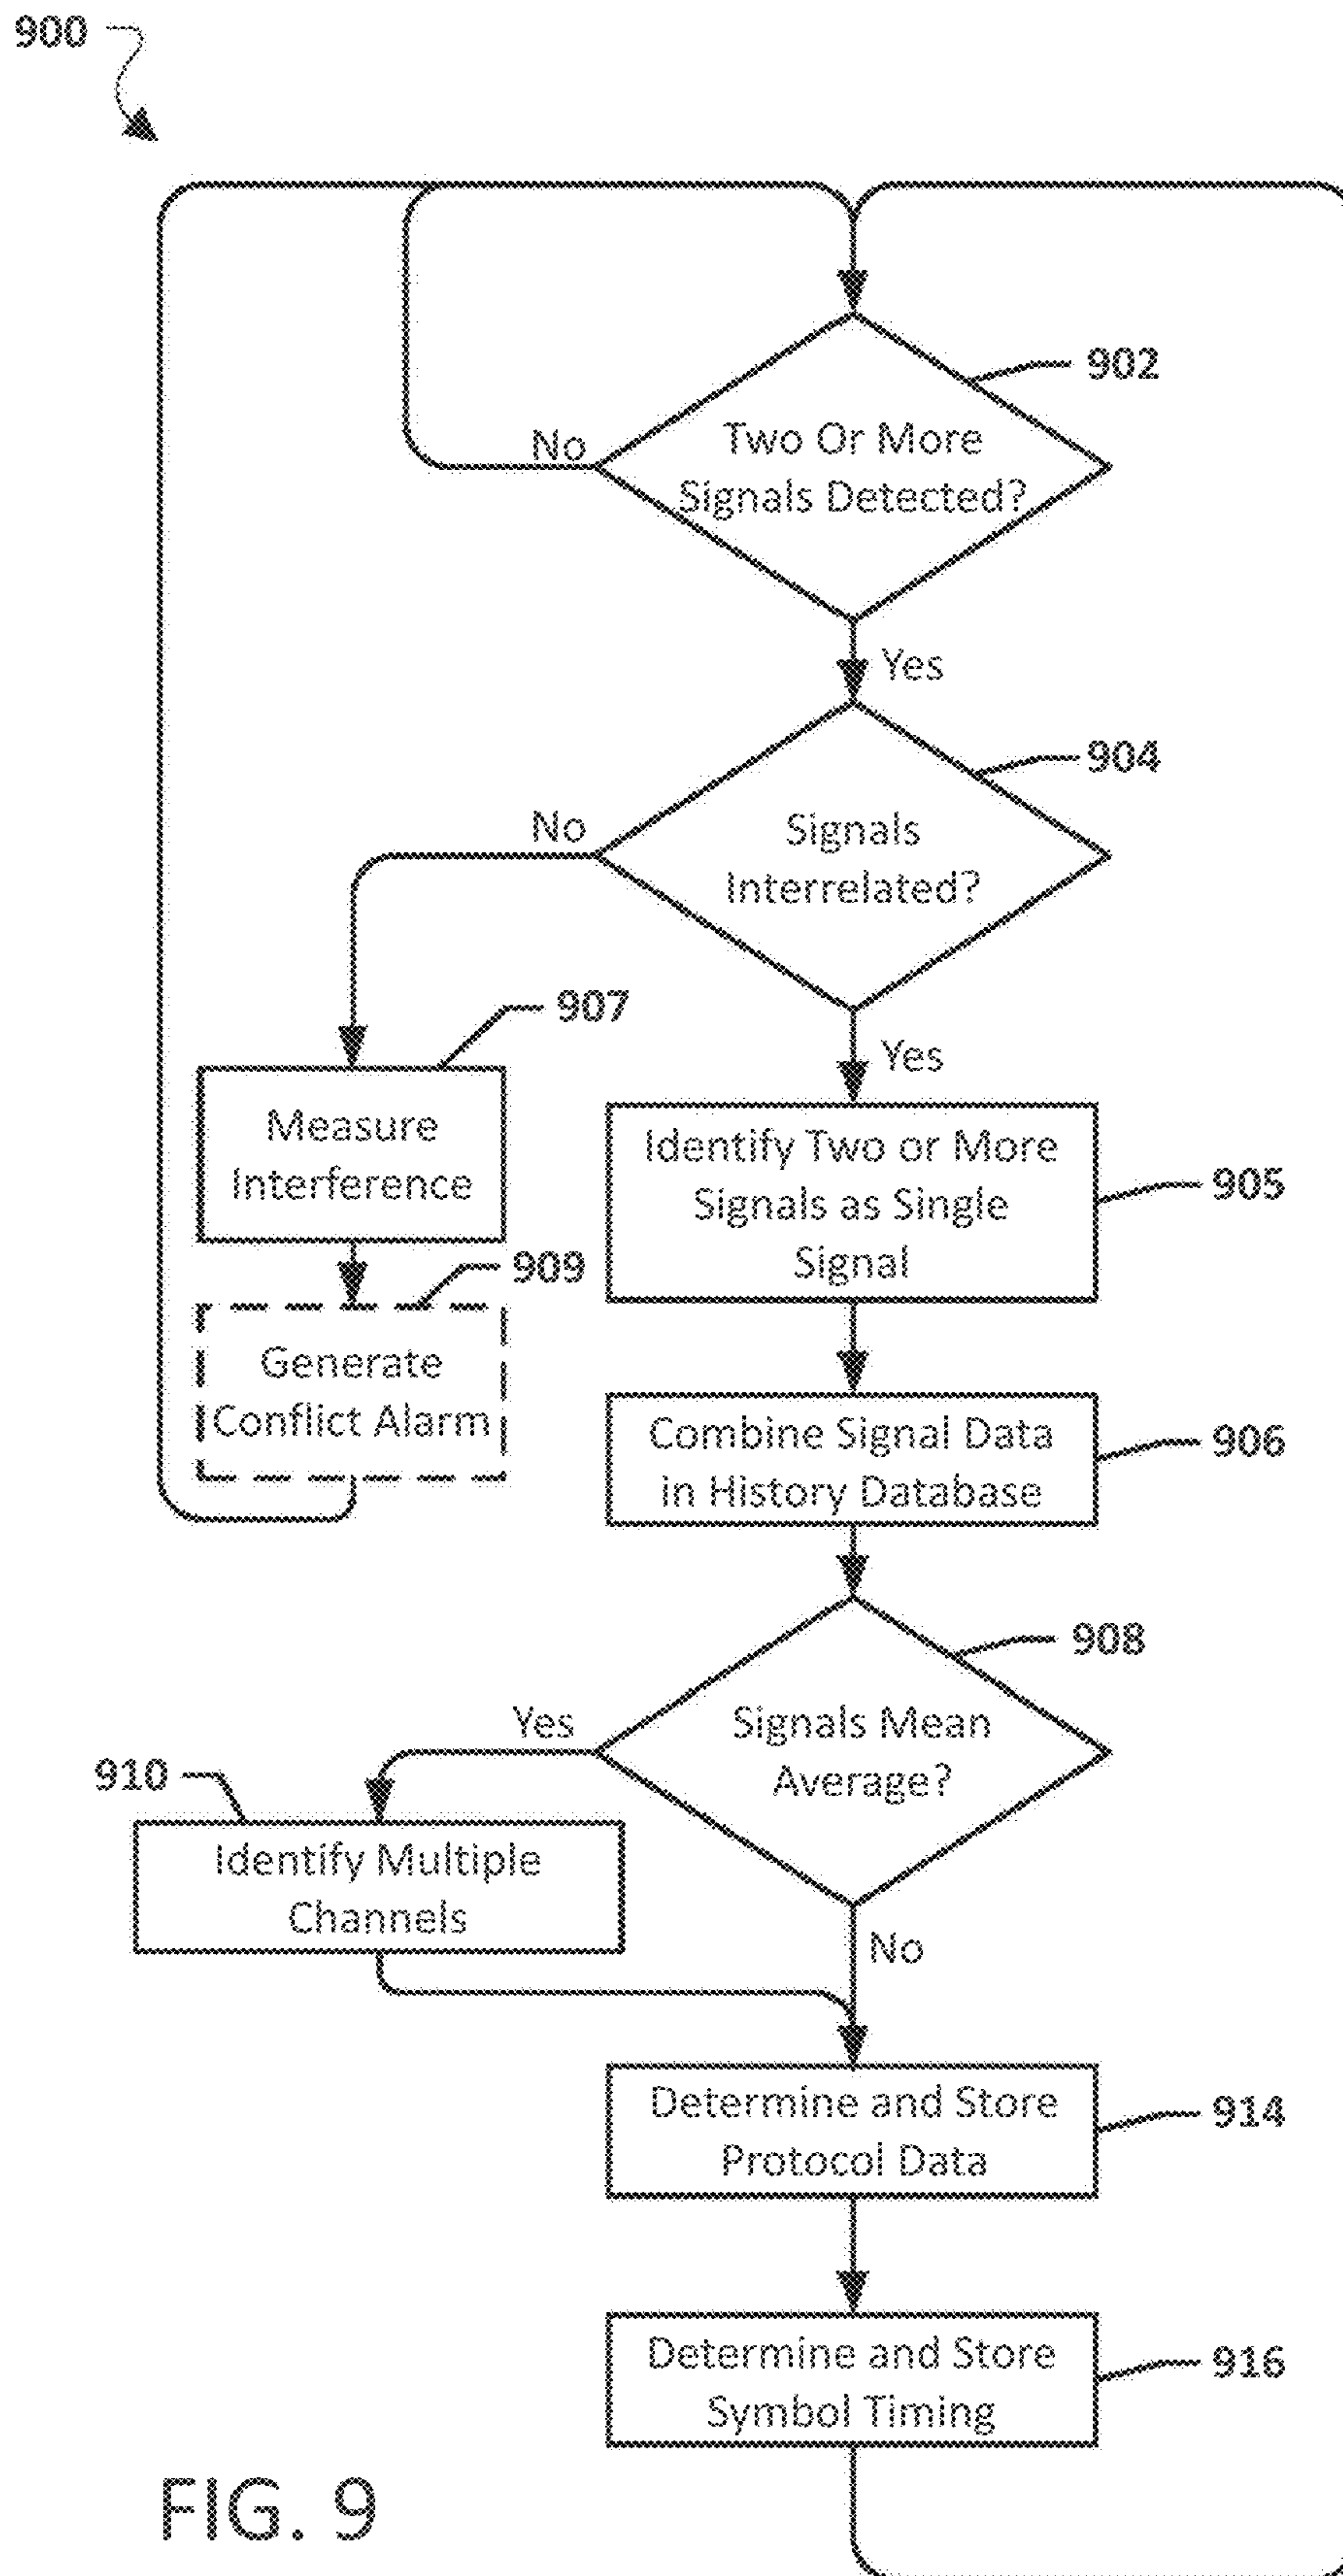 900
902
Two Or More
Signals Detected?
No
Yes
904
Signals
Interrelated?
No
Yes
907
Measure
Interference
905
Identify Two or More
Signals as Single
Signal
909
Generate
Conflict Alarm
906
Combine Signal Data
in History Database
908
Signals Mean
Average?
Yes
910
Identify Multiple
Channels
No
914
Determine and Store
Protocol Data
916
Determine and Store
Symbol Timing
FIG. 9